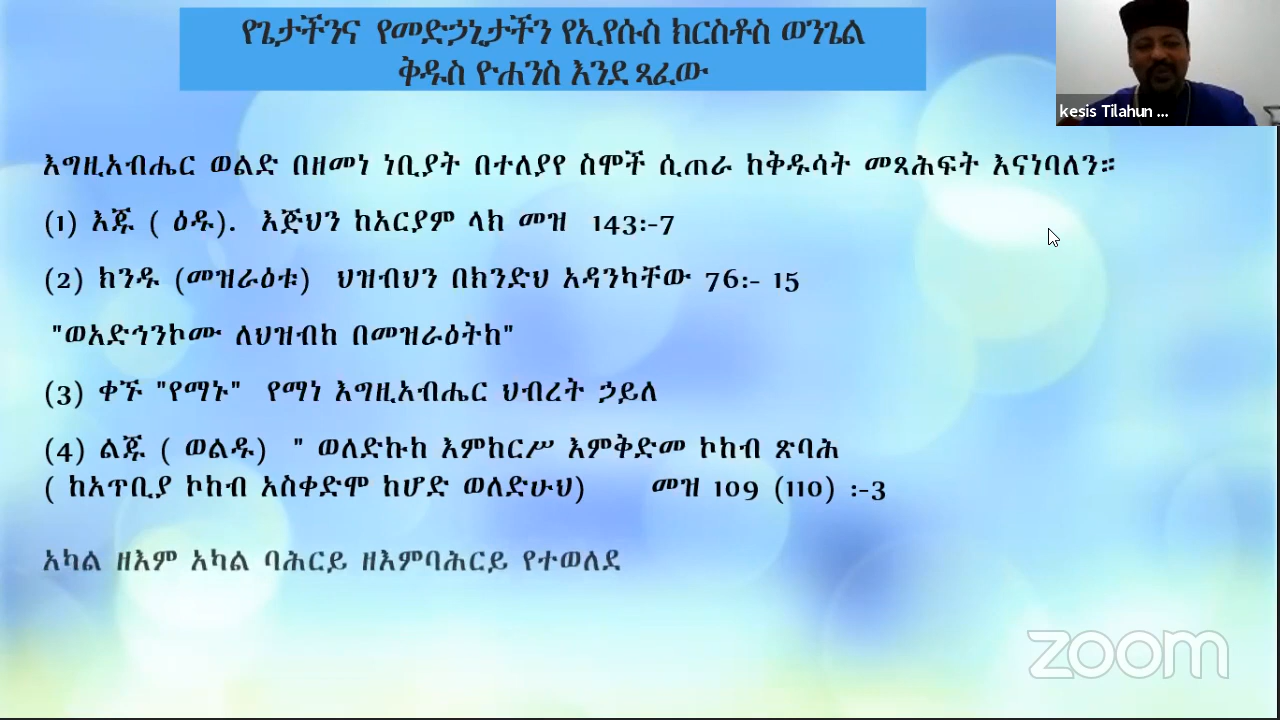 የጌታችንና የመድኃኒታችን የኢየሱስ ክርስቶስ ወንጌል
ቅዱስ ዮሐንስ እንደ ጻፈው
kesis Tilahun ...
እግዚአብሔር ወልድ በዘመነ ነቢያት በተለያየ ስሞች ሲጠራ ከቅዱሳት መጻሕፍት እናነባለን።
(1) እጁ ( ዕዱ). እጅህን ከአርያም ላክ መዝ 143:-7
(2) ክንዱ (መዝራዕቱ) ህዝብህን በክንድህ አዳንካቸው 76:- 15
"ወአድኅንኮሙ ለህዝብከ በመዝራዕትከ"
(3) ቀኙ "የማኑ" የማነ እግዚአብሔር ህብረት ኃይለ
(4) ልጁ ( ወልዱ) " ወለድኩከ እምከርሥ እምቅድመ ኮከብ ጽባሕ
( ከአጥቢያ ኮከብ አስቀድሞ ከሆድ ወለድሁህ) መዝ 109 (110) :-3
አካል ዘእም አካል ባሕርይ ዘእምባሕርይ የተወለደ
zoom